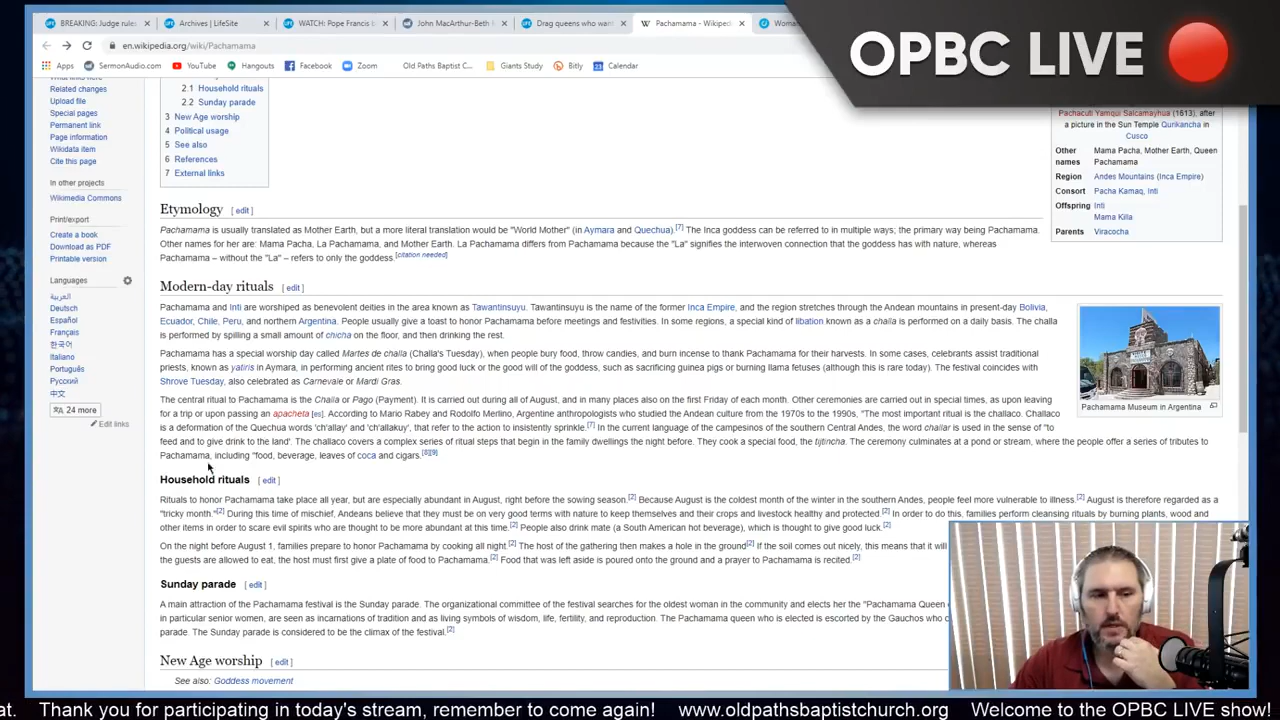 BREAKING: Judge rules
Archives | LifeSite
WATCH: Pope Francis b
John MacArthur-Beth M
Drag queens who want
Pachamama - Wikipedia
Woma
en.wikipedia.org/wiki/Pachamama
Apps SermonAudio.com YouTube Hangouts Facebook Zoom Old Paths Baptist C... Giants Study Bitly Calendar
OPBC LIVE
What links here
Related changes
Upload file
Special pages
Permanent link
Page information
Wikidata item
Cite this page
In other projects
Wikimedia Commons
Print/export
Create a book
Download as PDF
Printable version
Languages
العربية
Deutsch
Español
Français
한국어
Italiano
Português
Русский
中文
24 more
Edit links
2.1 Household rituals
2.2 Sunday parade
3 New Age worship
4 Political usage
5 See also
6 References
7 External links
Pachacuti Yamqui Salcamayhua (1613), after
a picture in the Sun Temple Qurikancha in
Cusco
Other names Mama Pacha, Mother Earth, Queen
Pachamama
Region Andes Mountains (Inca Empire)
Consort Pacha Kamaq, Inti
Offspring Inti
Mama Killa
Parents Viracocha
Etymology [ edit ]
Pachamama is usually translated as Mother Earth, but a more literal translation would be "World Mother" (in Aymara and Quechua).[7] The Inca goddess can be referred to in multiple ways; the primary way being Pachamama.
Other names for her are: Mama Pacha, La Pachamama, and Mother Earth. La Pachamama differs from Pachamama because the "La" signifies the interwoven connection that the goddess has with nature, whereas
Pachamama – without the "La" – refers to only the goddess.[citation needed]
Modern-day rituals [ edit ]
Pachamama and Inti are worshiped as benevolent deities in the area known as Tawantinsuyu. Tawantinsuyu is the name of the former Inca Empire, and the region stretches through the Andean mountains in present-day Bolivia,
Ecuador, Chile, Peru, and northern Argentina. People usually give a toast to honor Pachamama before meetings and festivities. In some regions, a special kind of libation known as a challa is performed on a daily basis. The challa
is performed by spilling a small amount of chicha on the floor, and then drinking the rest.
Pachamama has a special worship day called Martes de challa (Challa's Tuesday), when people bury food, throw candies, and burn incense to thank Pachamama for their harvests. In some cases, celebrants assist traditional
priests, known as yatiris in Aymara, in performing ancient rites to bring good luck or the good will of the goddess, such as sacrificing guinea pigs or burning llama fetuses (although this is rare today). The festival coincides with
Shrove Tuesday, also celebrated as Carnevale or Mardi Gras.
Pachamama Museum in Argentina
The central ritual to Pachamama is the Challa or Pago (Payment). It is carried out during all of August, and in many places also on the first Friday of each month. Other ceremonies are carried out in special times, as upon leaving
for a trip or upon passing an apacheta [es]. According to Mario Rabey and Rodolfo Merlino, Argentine anthropologists who studied the Andean culture from the 1970s to the 1990s, "The most important ritual is the challaco. Challaco
is a deformation of the Quechua words 'ch'allay' and 'ch'allakuy', that refer to the action to insistently sprinkle.[7] In the current language of the campesinos of the southern Central Andes, the word challar is used in the sense of "to
feed and to give drink to the land'. The challaco covers a complex series of ritual steps that begin in the family dwellings the night before. They cook a special food, the tijtincha. The ceremony culminates at a pond or stream, where the people offer a series of tributes to
Pachamama, including "food, beverage, leaves of coca and cigars.[8][9]
Household rituals [ edit ]
Rituals to honor Pachamama take place all year, but are especially abundant in August, right before the sowing season.[2] Because August is the coldest month of the winter in the southern Andes, people feel more vulnerable to illness.[2] August is therefore regarded as a
"tricky month."[2] During this time of mischief, Andeans believe that they must be on very good terms with nature to keep themselves and their crops and livestock healthy and protected.[2] In order to do this, families perform cleansing rituals by burning plants, wood and
other items in order to scare evil spirits who are thought to be more abundant at this time.[2] People also drink mate (a South American hot beverage), which is thought to give good luck.[2]
On the night before August 1, families prepare to honor Pachamama by cooking all night.[2] The host of the gathering then makes a hole in the ground[2] If the soil comes out nicely, this means that it will
the guests are allowed to eat, the host must first give a plate of food to Pachamama.[2] Food that was left aside is poured onto the ground and a prayer to Pachamama is recited.[2]
Sunday parade [ edit ]
A main attraction of the Pachamama festival is the Sunday parade. The organizational committee of the festival searches for the oldest woman in the community and elects her the "Pachamama Queen
in particular senior women, are seen as incarnations of tradition and as living symbols of wisdom, life, fertility, and reproduction. The Pachamama queen who is elected is escorted by the Gauchos who
parade. The Sunday parade is considered to be the climax of the festival.[2]
New Age worship [ edit ]
See also: Goddess movement
at. Thank you for participating in today's stream, remember to come again! www.oldpathsbaptistchurch.org Welcome to the OPBC LIVE show!